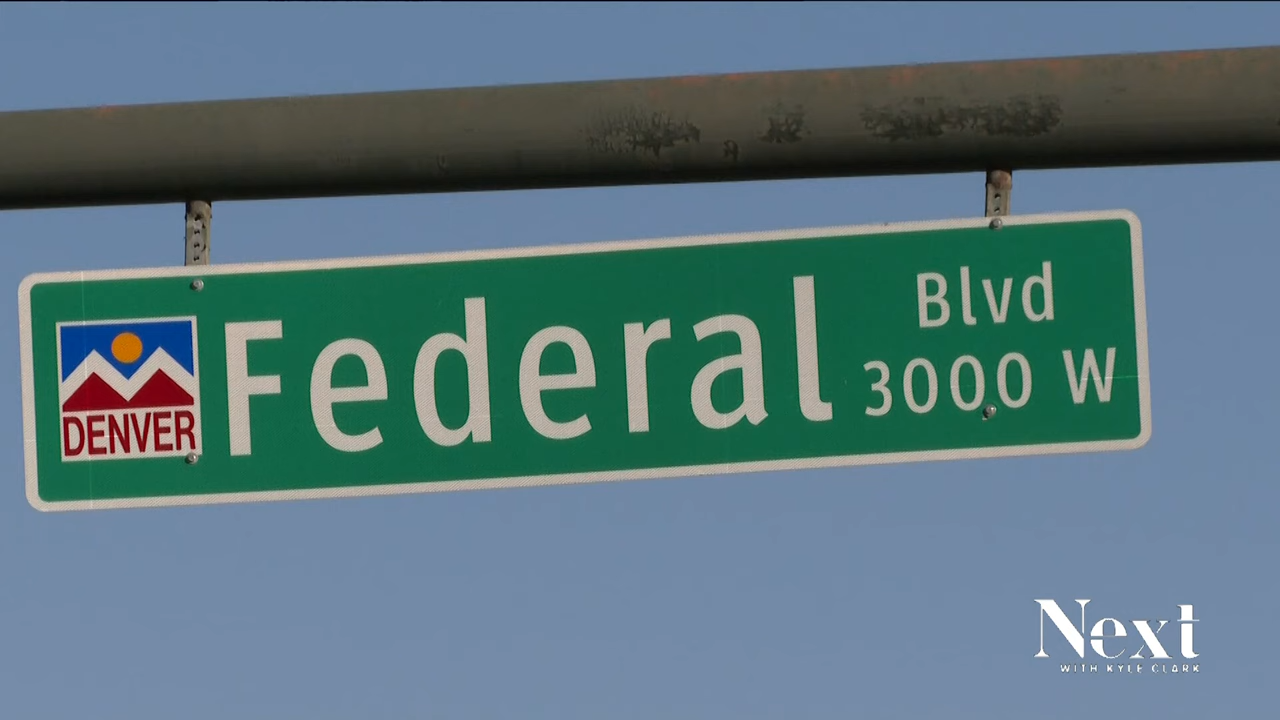 DENVER
Federal
Blvd
3000 W
Next
WITH KYLE CLARK